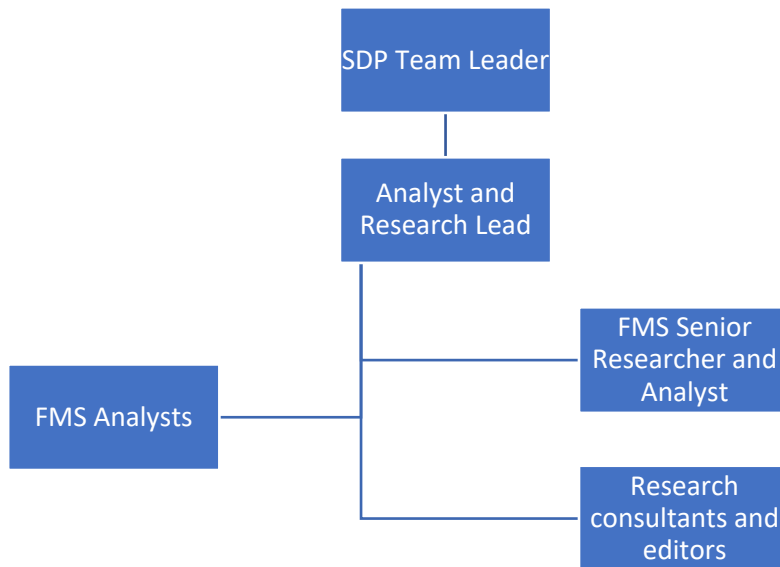 SDP Team Leader
Analyst and
Research Lead
FMS Senior
Researcher and
Analyst
FMS Analysts
Research
consultants and
editors